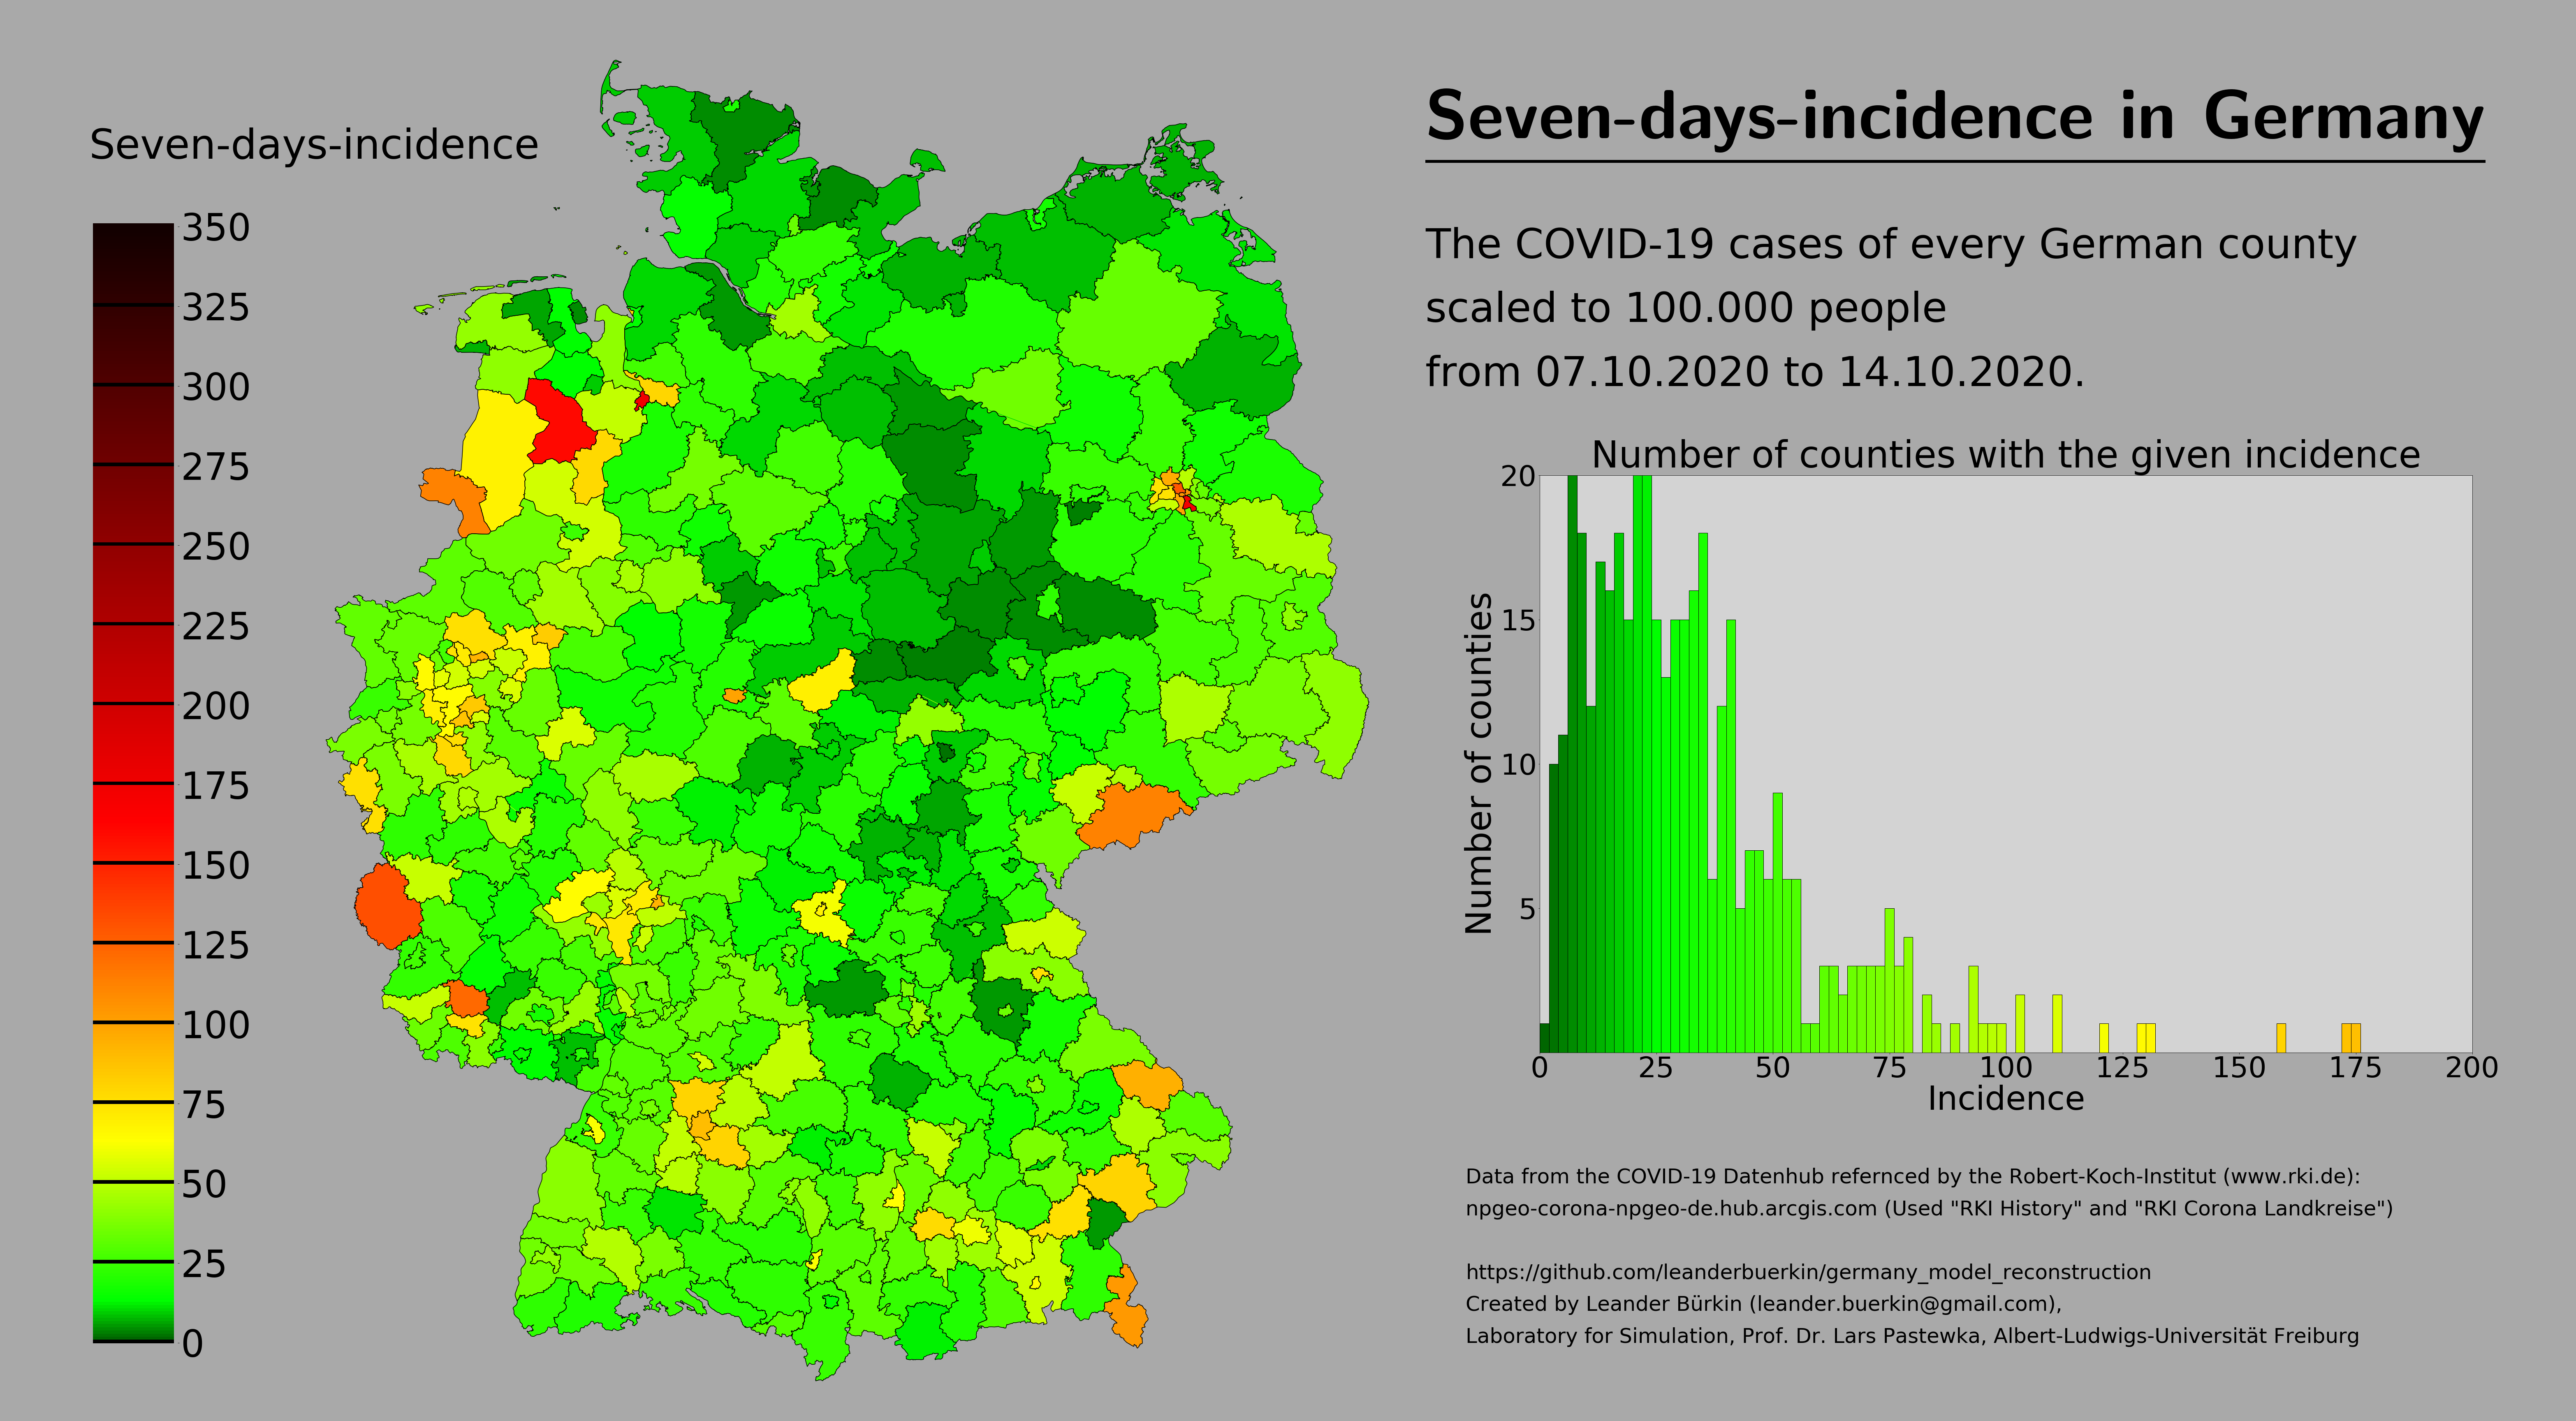 Seven-days-incidence in Germany
Seven-days-incidence
The COVID-19 cases of every German county
scaled to 100.000 people
from 07.10.2020 to 14.10.2020.
350
325
300
275
250
225
200
175
150
125
100
75
50
25
0
Number of counties with the given incidence
20
15
10
5
Number of counties
0 25 50 75 100 125 150 175 200
Incidence
Data from the COVID-19 Datenhub refernced by the Robert-Koch-Institut (www.rki.de):
npgeo-corona-npgeo-de.hub.arcgis.com (Used "RKI History" and "RKI Corona Landkreise")
https://github.com/leanderbuerkin/germany_model_reconstruction
Created by Leander Bürkin (leander.buerkin@gmail.com),
Laboratory for Simulation, Prof. Dr. Lars Pastewka, Albert-Ludwigs-Universität Freiburg